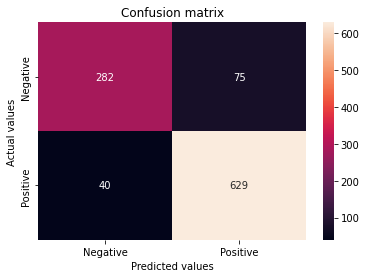 Confusion matrix
Actual values
Negative
Positive
282
75
40
629
Negative
Positive
Predicted values
600
500
400
300
200
100